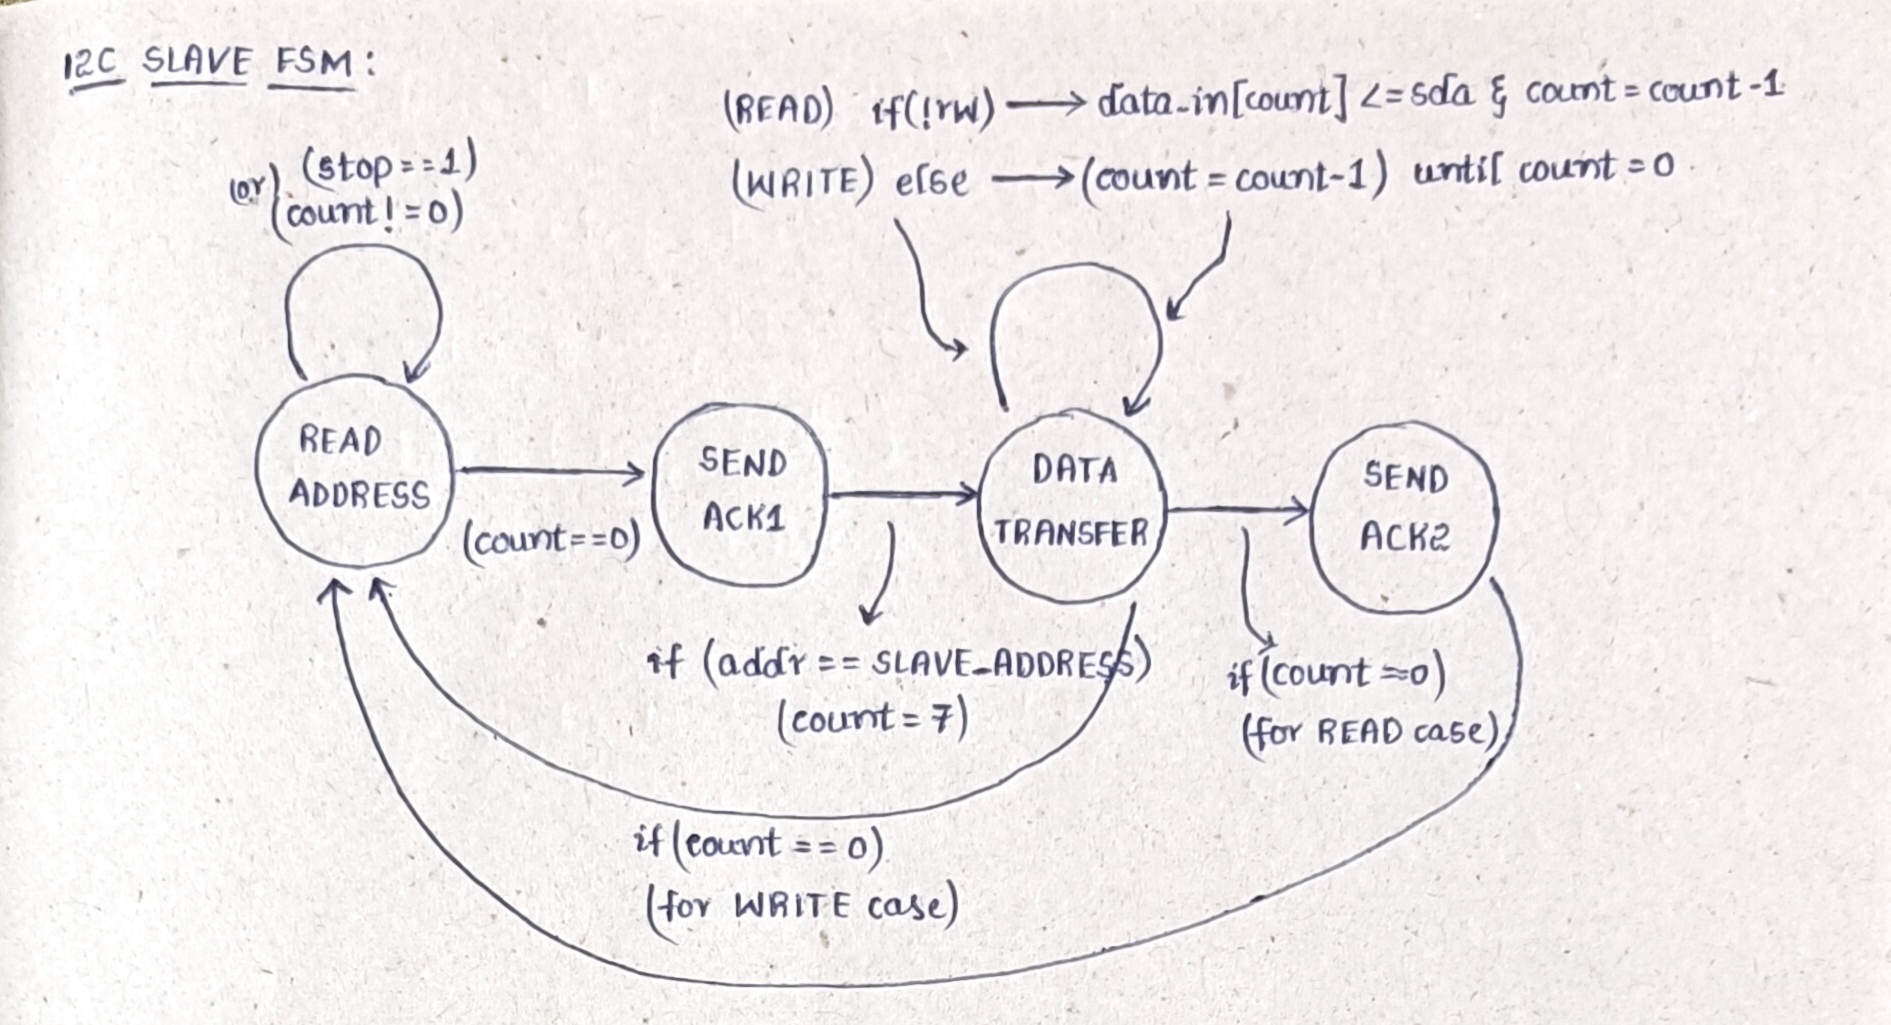 I2C SLAVE FSM:
(READ) if(!rw) → data_in[count] <= sda & count = count-1
(WRITE) else → (count = count-1) until count = 0.
(or) (stop==1)
(count!=0)
READ
ADDRESS
(count==0)
SEND
ACK1
if (addr == SLAVE_ADDRESS)
(count = 7)
DATA
TRANSFER
if(count==0)
(for READ case)
SEND
ACK2
if(count == 0)
(for WRITE case)